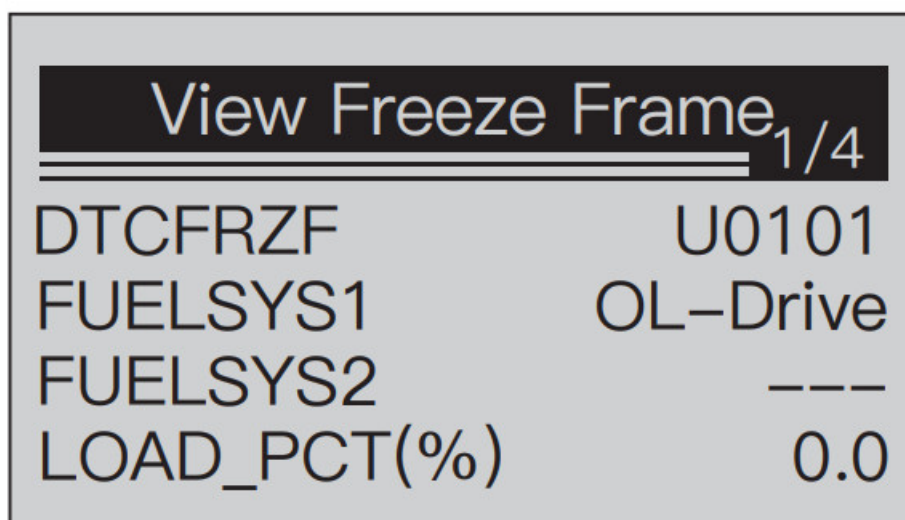 View Freeze Frame 1/4
DTCFRZF U0101
FUELSYS1 OL-Drive
FUELSYS2 ---
LOAD_PCT(%) 0.0